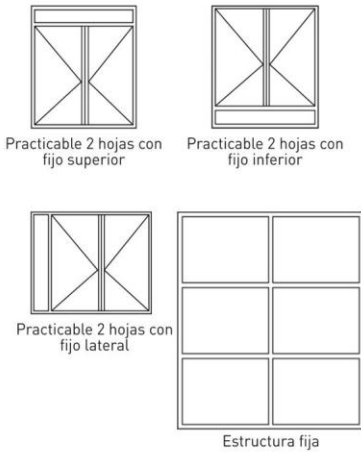 Practicable 2 hojas con
fijo superior
Practicable 2 hojas con
fijo inferior
Practicable 2 hojas con
fijo lateral
Estructura fija